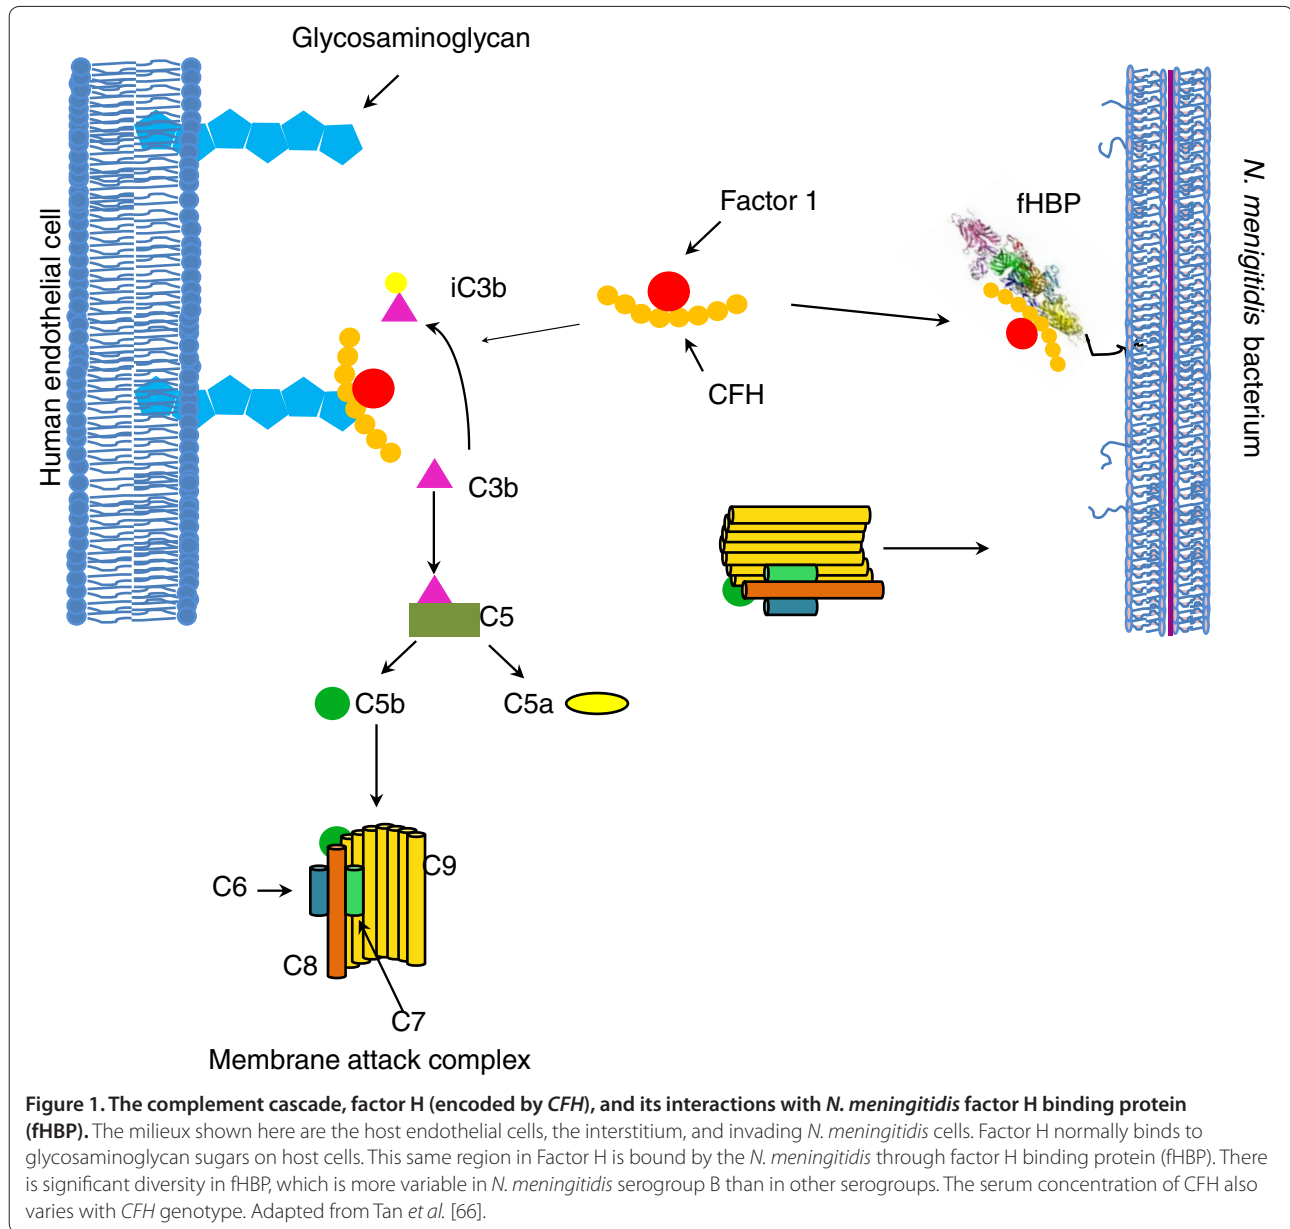 Glycosaminoglycan
Human endothelial cell
Factor 1
fHBP
N. menigitidis bacterium
iC3b
CFH
C3b
C5
C5b
C5a
C9
C6
C8
C7
Membrane attack complex
Figure 1. The complement cascade, factor H (encoded by CFH), and its interactions with N. meningitidis factor H binding protein
(fHBP). The milieux shown here are the host endothelial cells, the interstitium, and invading N. meningitidis cells. Factor H normally binds to
glycosaminoglycan sugars on host cells. This same region in Factor H is bound by the N. meningitidis through factor H binding protein (fHBP). There
is significant diversity in fHBP, which is more variable in N. meningitidis serogroup B than in other serogroups. The serum concentration of CFH also
varies with CFH genotype. Adapted from Tan et al. [66].